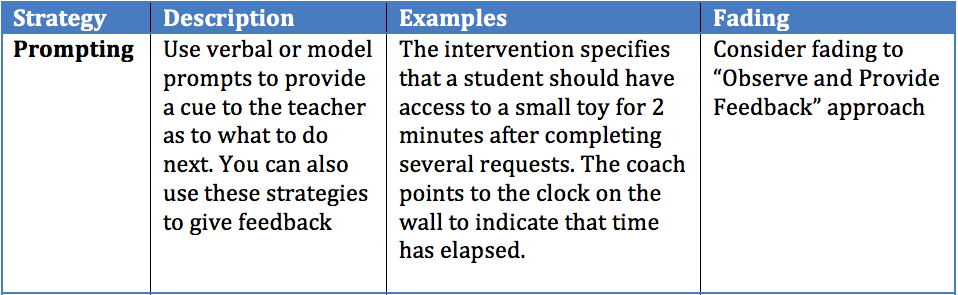 Strategy Description Examples Fading
Prompting
Use verbal or model
prompts to provide
a cue to the teacher
as to what to do
next. You can also
use these strategies
to give feedback
The intervention specifies
that a student should have
access to a small toy for 2
minutes after completing
several requests. The coach
points to the clock on the
wall to indicate that time
has elapsed.
Consider fading to
“Observe and Provide
Feedback” approach